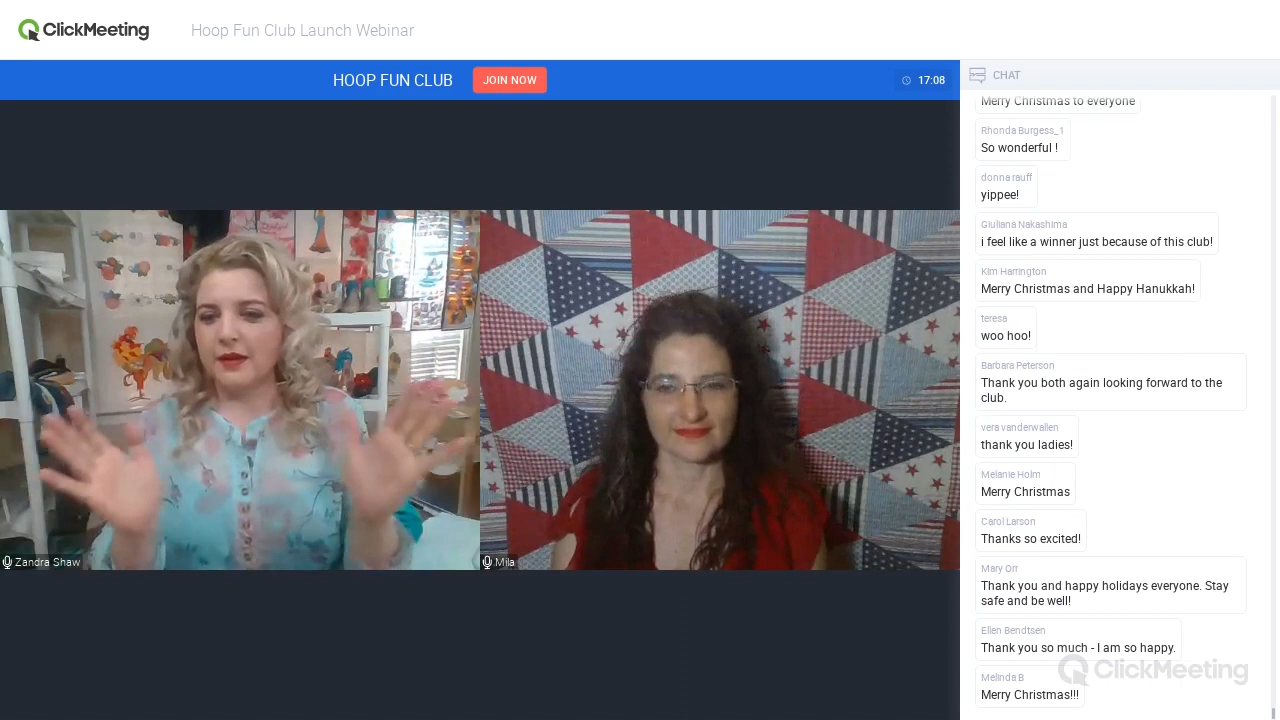 ClickMeeting
Hoop Fun Club Launch Webinar
HOOP FUN CLUB
JOIN NOW
17:08
Zandra Shaw
Mila
CHAT
Merry Christmas to everyone
Rhonda Burgess_1
So wonderful !
donna rauff
yippee!
Giuliana Nakashima
i feel like a winner just because of this club!
Kim Harrington
Merry Christmas and Happy Hanukkah!
teresa
woo hoo!
Barbara Peterson
Thank you both again looking forward to the
club.
vera vanderwallen
thank you ladies!
Melanie Holm
Merry Christmas
Carol Larson
Thanks so excited!
Mary Orr
Thank you and happy holidays everyone. Stay
safe and be well!
Ellen Bendtsen
Thank you so much - I am so happy.
ClickMeeting
Melinda B
Merry Christmas!!!